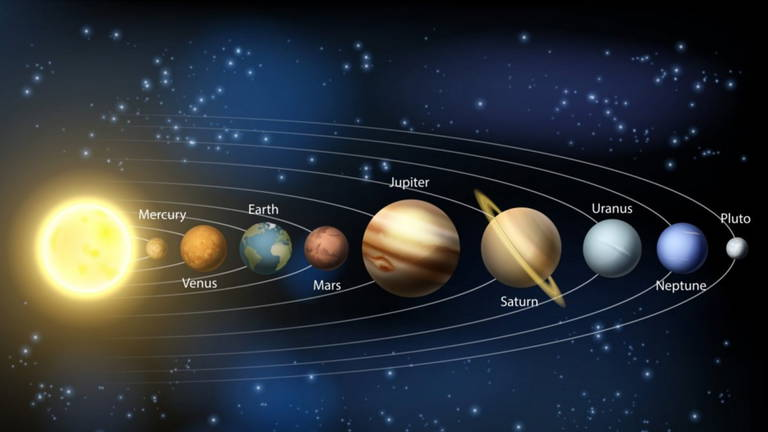 Mercury
Venus
Earth
Mars
Jupiter
Saturn
Uranus
Neptune
Pluto